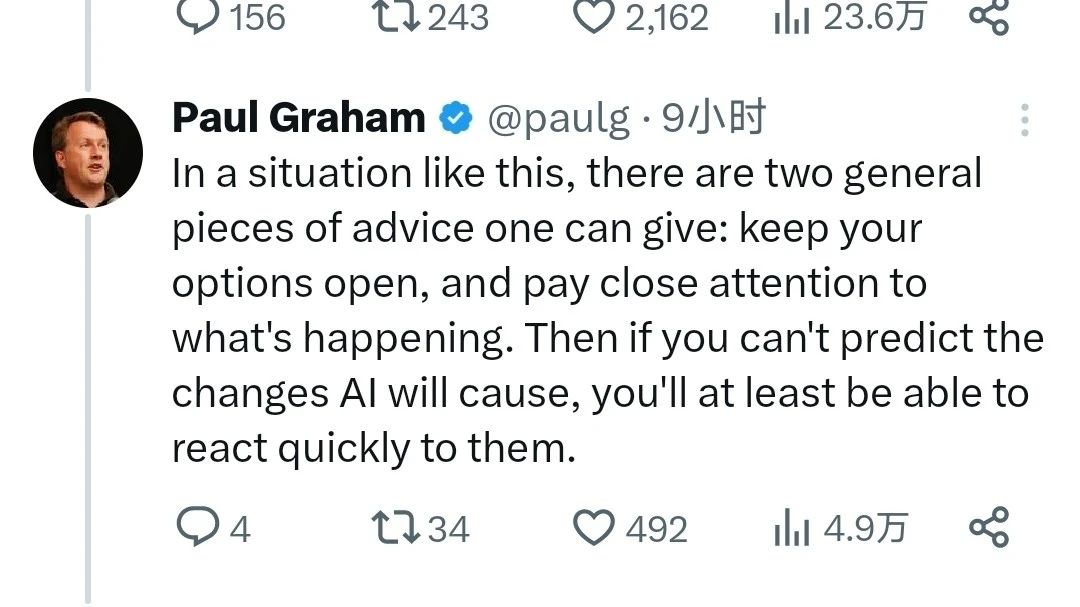 156 243 2,162 23.6万
Paul Graham @paulg · 9小时
In a situation like this, there are two general
pieces of advice one can give: keep your
options open, and pay close attention to
what's happening. Then if you can't predict the
changes AI will cause, you'll at least be able to
react quickly to them.
4 34 492 4.9万